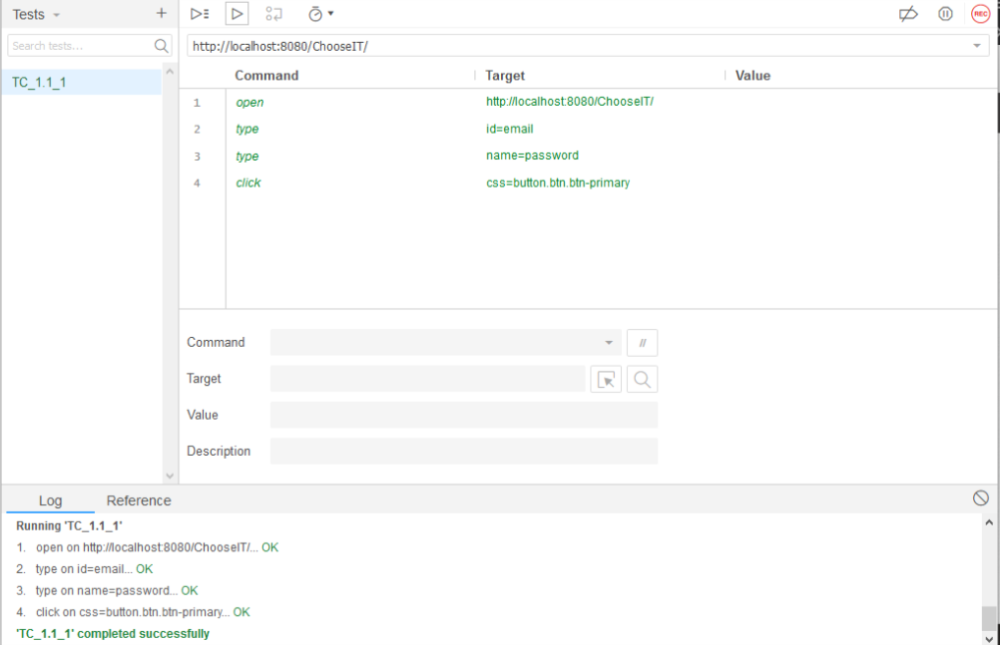 Tests
REC
Search tests...
http://localhost:8080/ChooseIT/
TC_1.1_1
Command Target Value
1 open http://localhost:8080/ChooseIT/
2 type id=email
3 type name=password
4 click css=button.btn.btn-primary
Command //
Target
Value
Description
Log Reference
Running 'TC_1.1_1'
1. open on http://localhost:8080/ChooseIT/... OK
2. type on id=email... OK
3. type on name=password... OK
4. click on css=button.btn.btn-primary... OK
'TC_1.1_1' completed successfully